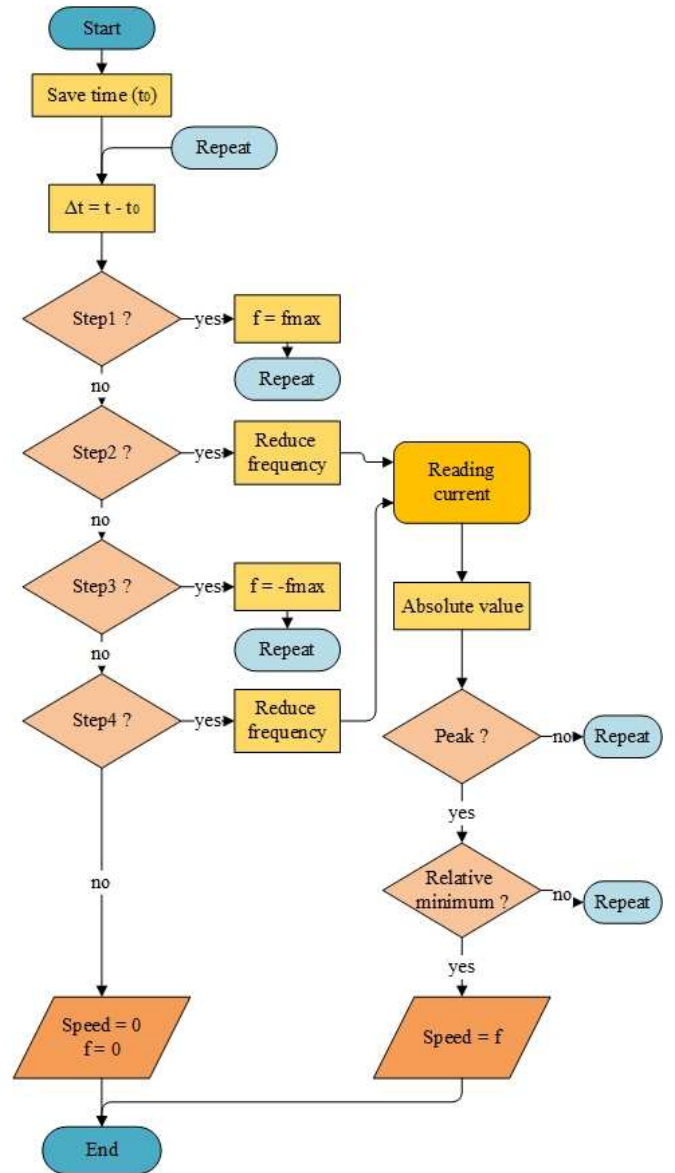 Start
Save time (t₀)
Repeat
Δt = t - t₀
Step1 ?
yes
f = fmax
Repeat
no
Step2 ?
yes
Reduce
frequency
Reading
current
no
Step3 ?
yes
f = -fmax
Repeat
Absolute value
no
Step4 ?
yes
Reduce
frequency
Peak ?
no
Repeat
yes
no
Relative
minimum ?
no
Repeat
yes
Speed = 0
f = 0
Speed = f
End